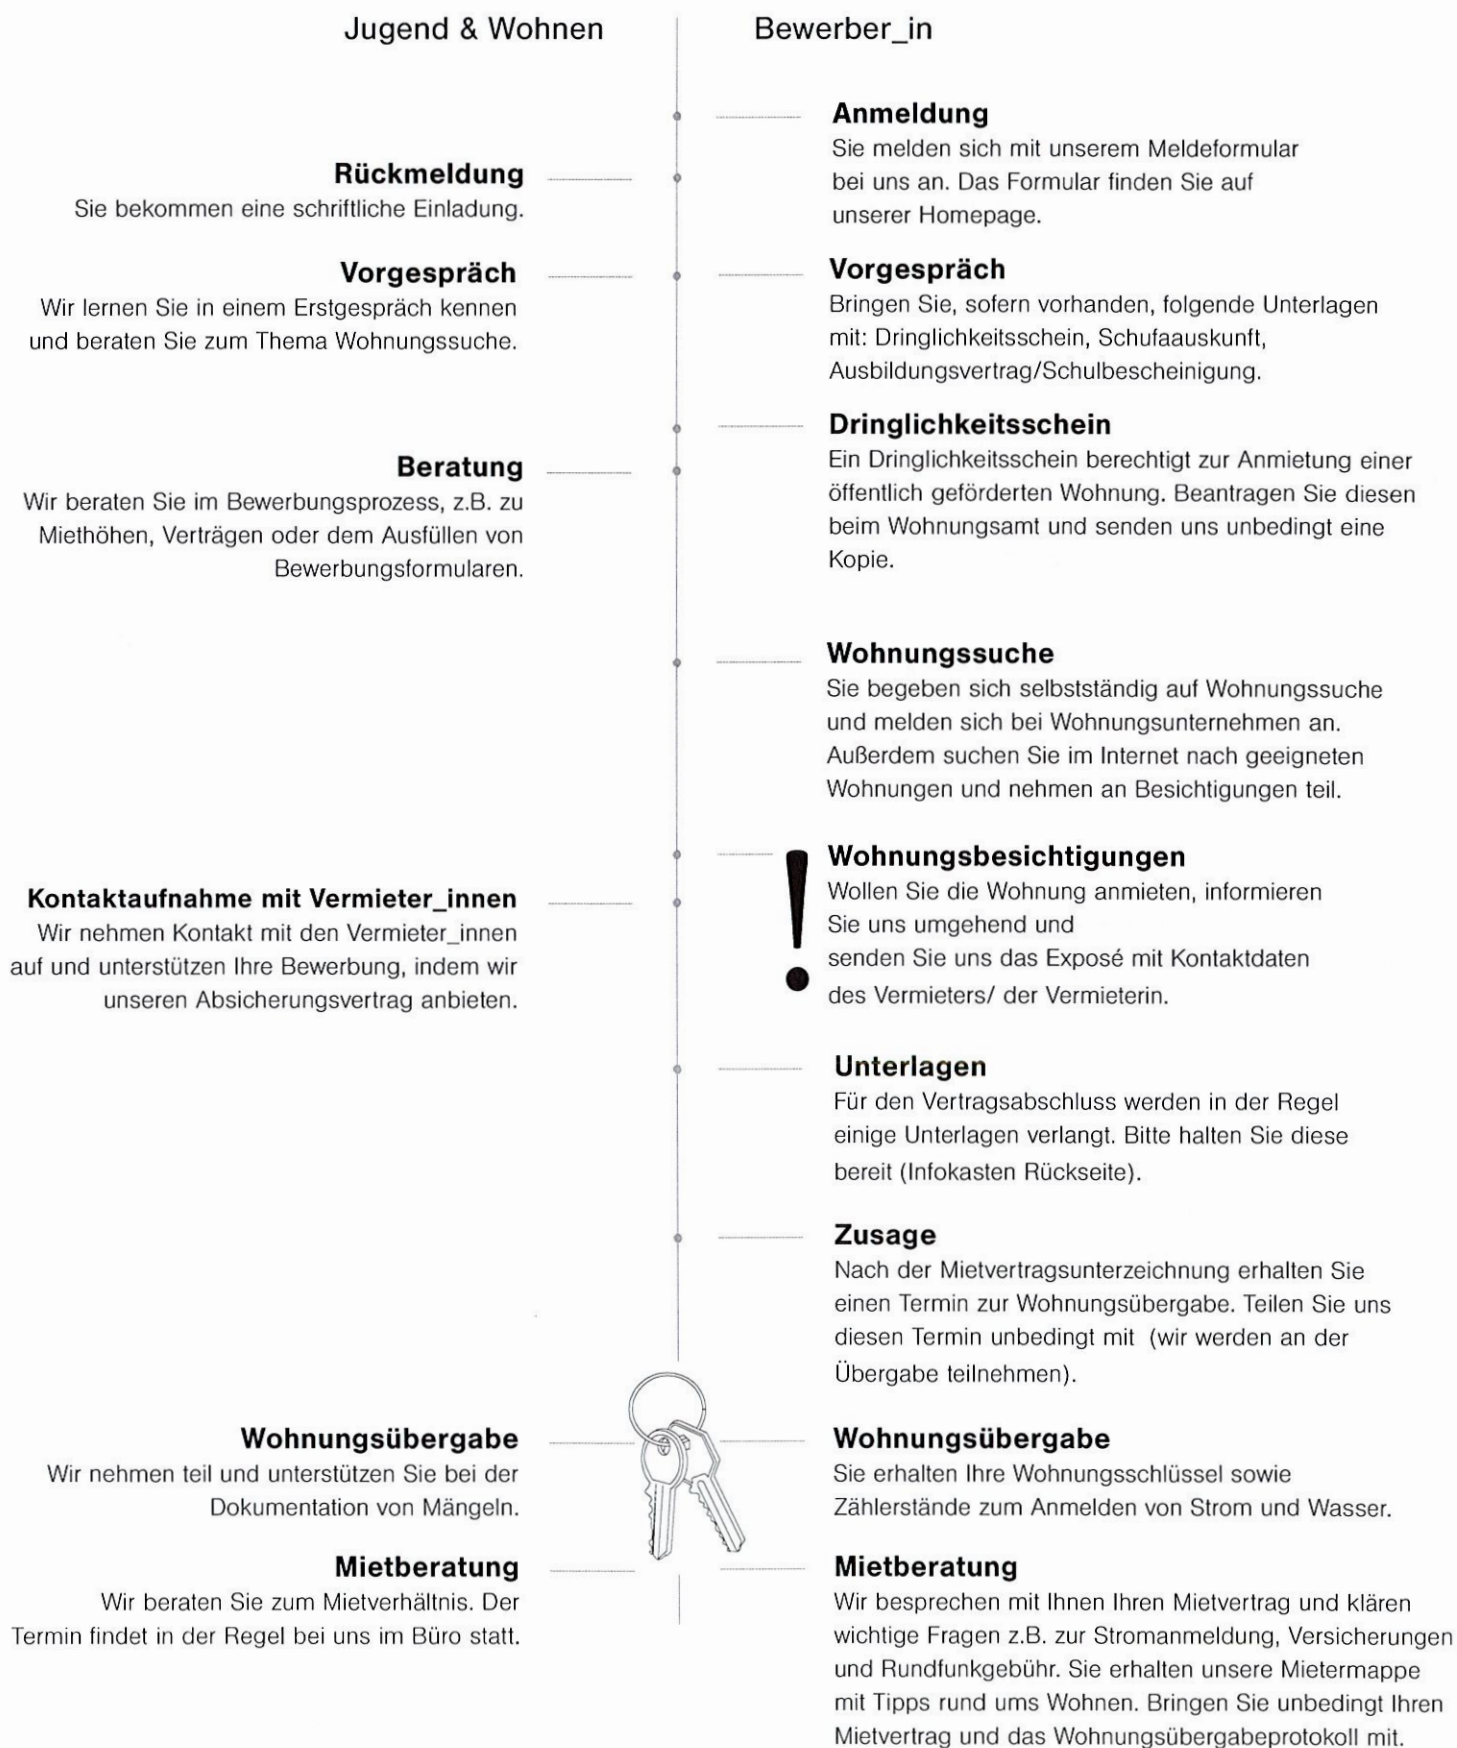 Jugend & Wohnen
Bewerber_in
Anmeldung
Sie melden sich mit unserem Meldeformular
bei uns an. Das Formular finden Sie auf
unserer Homepage.
Rückmeldung
Sie bekommen eine schriftliche Einladung.
Vorgespräch
Wir lernen Sie in einem Erstgespräch kennen
und beraten Sie zum Thema Wohnungssuche.
Vorgespräch
Bringen Sie, sofern vorhanden, folgende Unterlagen
mit: Dringlichkeitsschein, Schufaauskunft,
Ausbildungsvertrag/Schulbescheinigung.
Dringlichkeitsschein
Ein Dringlichkeitsschein berechtigt zur Anmietung einer
öffentlich geförderten Wohnung. Beantragen Sie diesen
beim Wohnungsamt und senden uns unbedingt eine
Kopie.
Beratung
Wir beraten Sie im Bewerbungsprozess, z.B. zu
Miethöhen, Verträgen oder dem Ausfüllen von
Bewerbungsformularen.
Wohnungssuche
Sie begeben sich selbstständig auf Wohnungssuche
und melden sich bei Wohnungsunternehmen an.
Außerdem suchen Sie im Internet nach geeigneten
Wohnungen und nehmen an Besichtigungen teil.
!
Wohnungsbesichtigungen
Wollen Sie die Wohnung anmieten, informieren
Sie uns umgehend und
senden Sie uns das Exposé mit Kontaktdaten
des Vermieters/ der Vermieterin.
Kontaktaufnahme mit Vermieter_innen
Wir nehmen Kontakt mit den Vermieter_innen
auf und unterstützen Ihre Bewerbung, indem wir
unseren Absicherungsvertrag anbieten.
Unterlagen
Für den Vertragsabschluss werden in der Regel
einige Unterlagen verlangt. Bitte halten Sie diese
bereit (Infokasten Rückseite).
Zusage
Nach der Mietvertragsunterzeichnung erhalten Sie
einen Termin zur Wohnungsübergabe. Teilen Sie uns
diesen Termin unbedingt mit (wir werden an der
Übergabe teilnehmen).
Wohnungsübergabe
Wir nehmen teil und unterstützen Sie bei der
Dokumentation von Mängeln.
Wohnungsübergabe
Sie erhalten Ihre Wohnungsschlüssel sowie
Zählerstände zum Anmelden von Strom und Wasser.
Mietberatung
Wir beraten Sie zum Mietverhältnis. Der
Termin findet in der Regel bei uns im Büro statt.
Mietberatung
Wir besprechen mit Ihnen Ihren Mietvertrag und klären
wichtige Fragen z.B. zur Stromanmeldung, Versicherungen
und Rundfunkgebühr. Sie erhalten unsere Mietermappe
mit Tipps rund ums Wohnen. Bringen Sie unbedingt Ihren
Mietvertrag und das Wohnungsübergabeprotokoll mit.